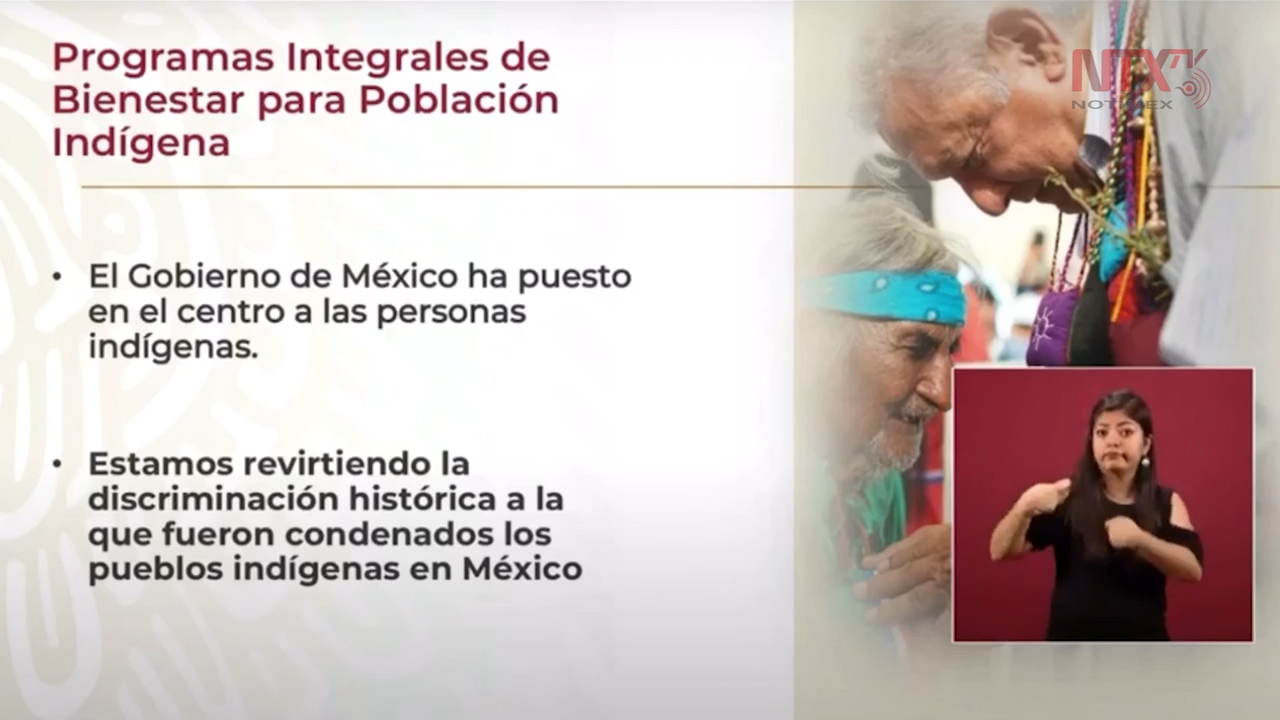 Programas Integrales de
Bienestar para Población
Indígena
NTX
NOTIMEX
• El Gobierno de México ha puesto
en el centro a las personas
indígenas.
• Estamos revirtiendo la
discriminación histórica a la
que fueron condenados los
pueblos indígenas en México